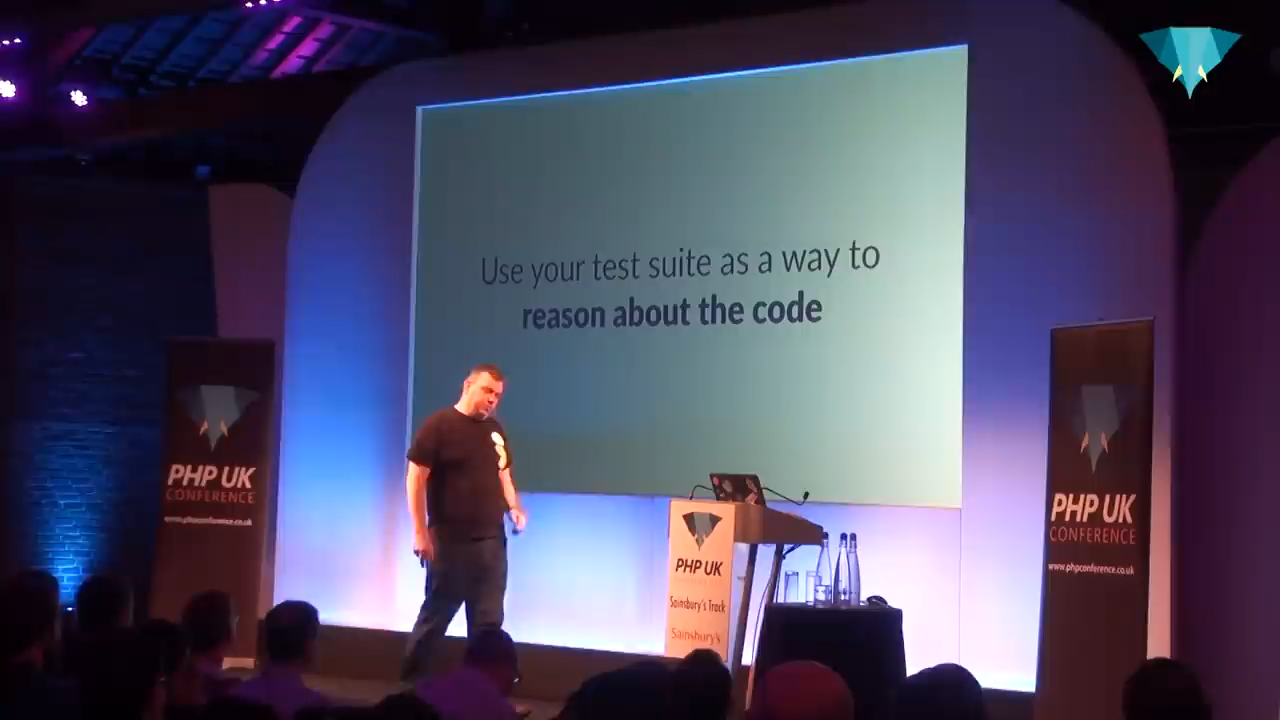 Use your test suite as a way to
reason about the code
PHP UK
CONFERENCE
www.phpconference.co.uk
PHP UK
Sainsbury's Track
Sainsbury's
PHP UK
CONFERENCE
www.phpconference.co.uk